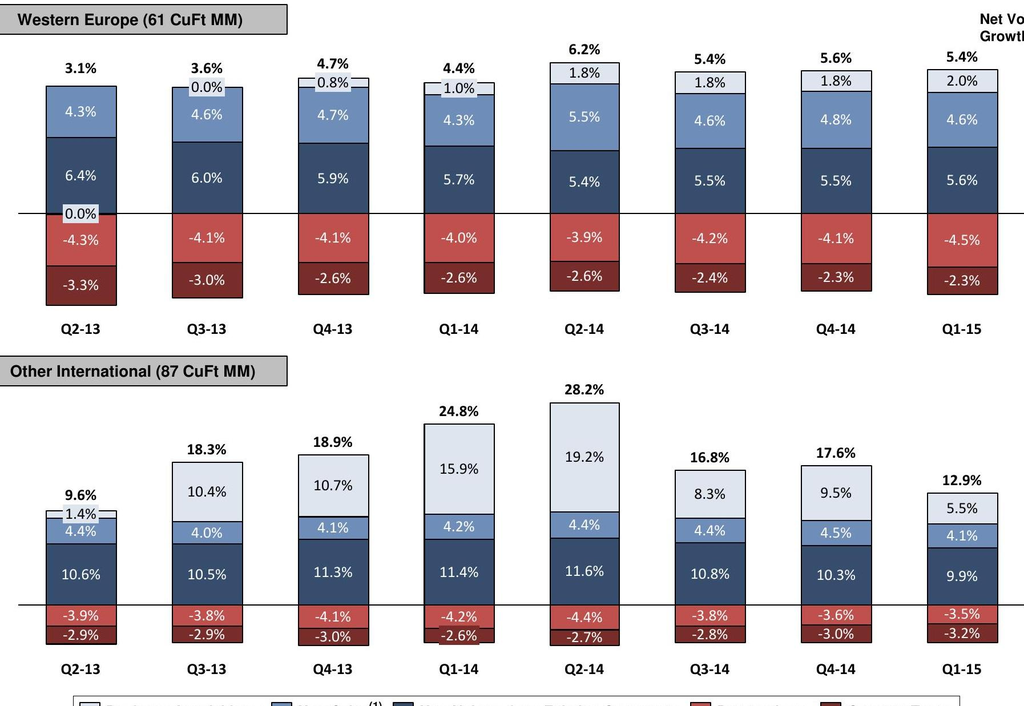 Western Europe (61 CuFt MM)
Net Vo
Growth
3.1% 3.6% 4.7% 4.4% 6.2% 5.4% 5.6% 5.4%
0.0% 0.8% 1.0% 1.8% 1.8% 1.8% 2.0%
4.3% 4.6% 4.7% 4.3% 5.5% 4.6% 4.8% 4.6%
6.4% 6.0% 5.9% 5.7% 5.4% 5.5% 5.5% 5.6%
0.0%
-4.3% -4.1% -4.1% -4.0% -3.9% -4.2% -4.1% -4.5%
-3.3% -3.0% -2.6% -2.6% -2.6% -2.4% -2.3% -2.3%
Q2-13 Q3-13 Q4-13 Q1-14 Q2-14 Q3-14 Q4-14 Q1-15
Other International (87 CuFt MM)
9.6% 18.3% 18.9% 24.8% 28.2% 16.8% 17.6% 12.9%
1.4% 10.4% 10.7% 15.9% 19.2% 8.3% 9.5% 5.5%
4.4% 4.0% 4.1% 4.2% 4.4% 4.4% 4.5% 4.1%
10.6% 10.5% 11.3% 11.4% 11.6% 10.8% 10.3% 9.9%
-3.9% -3.8% -4.1% -4.2% -4.4% -3.8% -3.6% -3.5%
-2.9% -2.9% -3.0% -2.6% -2.7% -2.8% -3.0% -3.2%
Q2-13 Q3-13 Q4-13 Q1-14 Q2-14 Q3-14 Q4-14 Q1-15
(1)